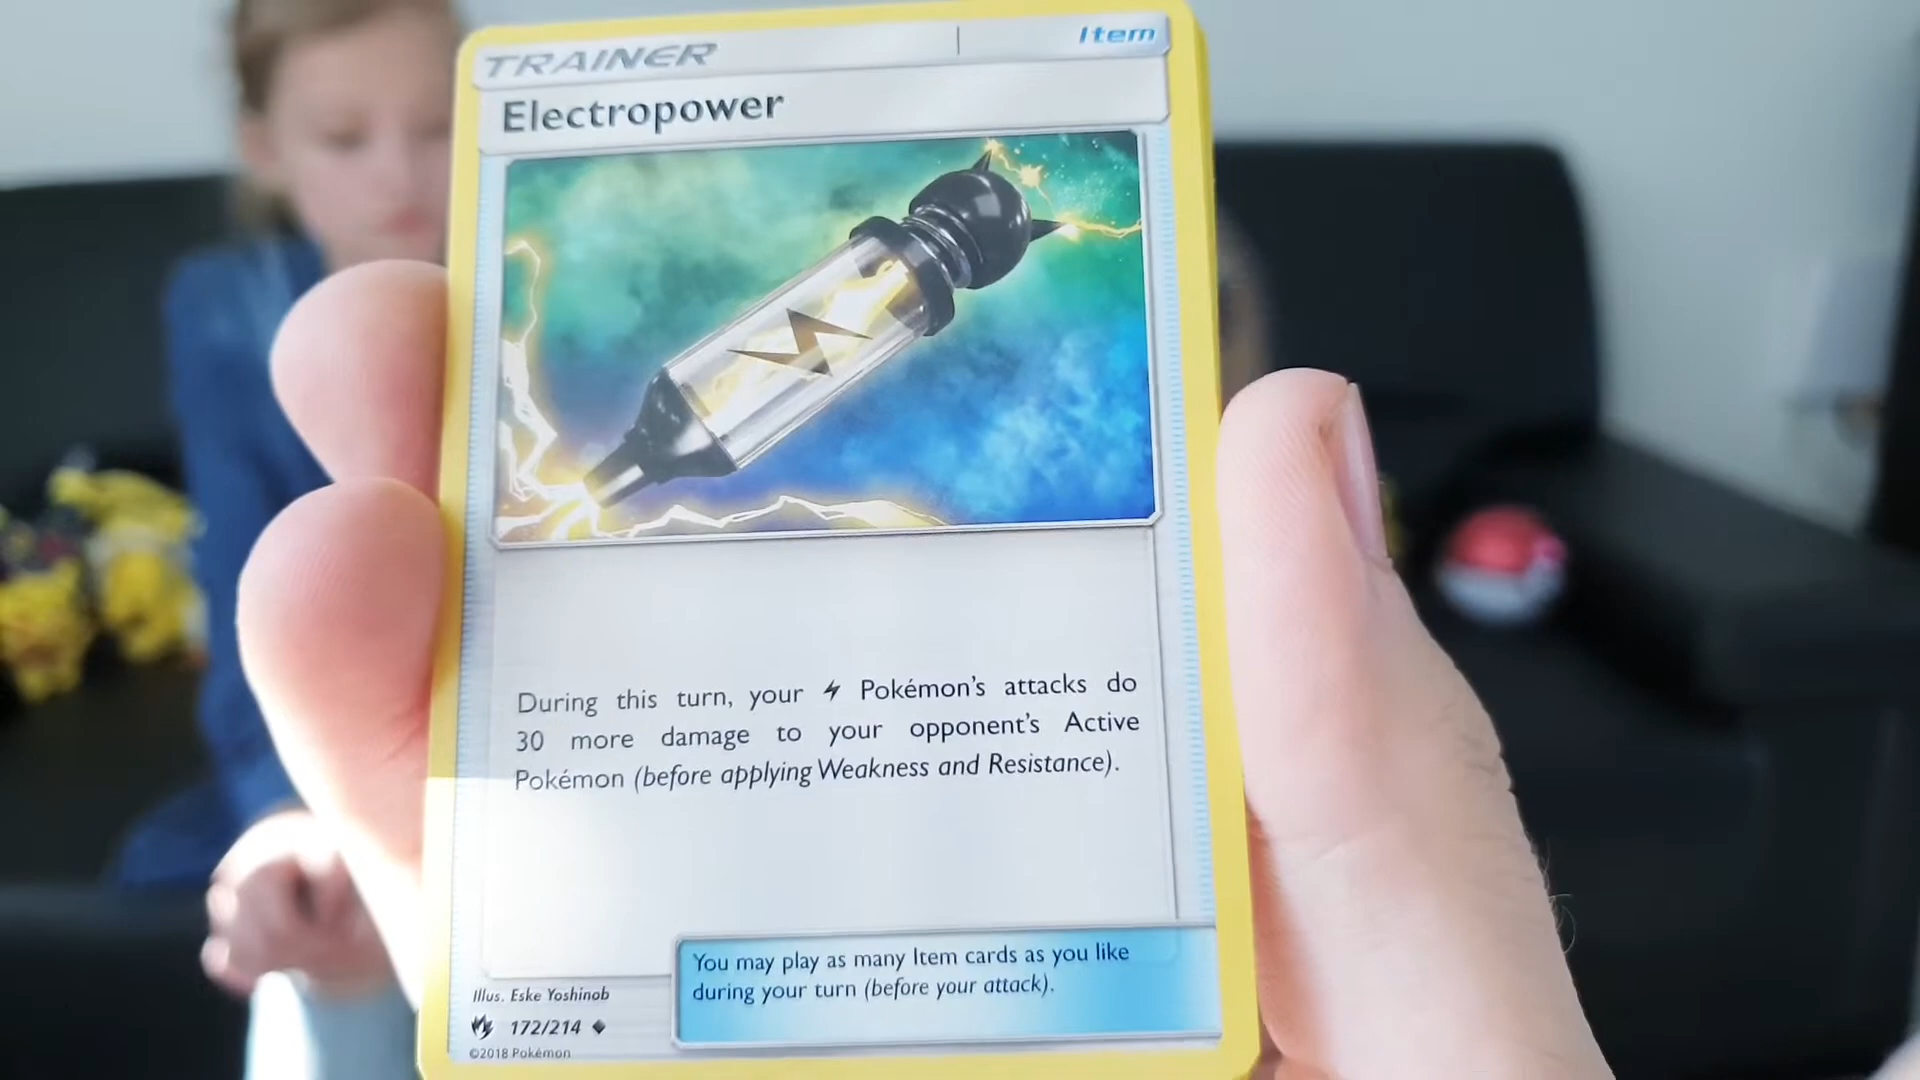 TRAINER
Item
Electropower
During this turn, your Pokémon's attacks do
30 more damage to your opponent's Active
Pokémon (before applying Weakness and Resistance).
You may play as many Item cards as you like
during your turn (before your attack).
Illus. Eske Yoshinob
172/214
©2018 Pokémon